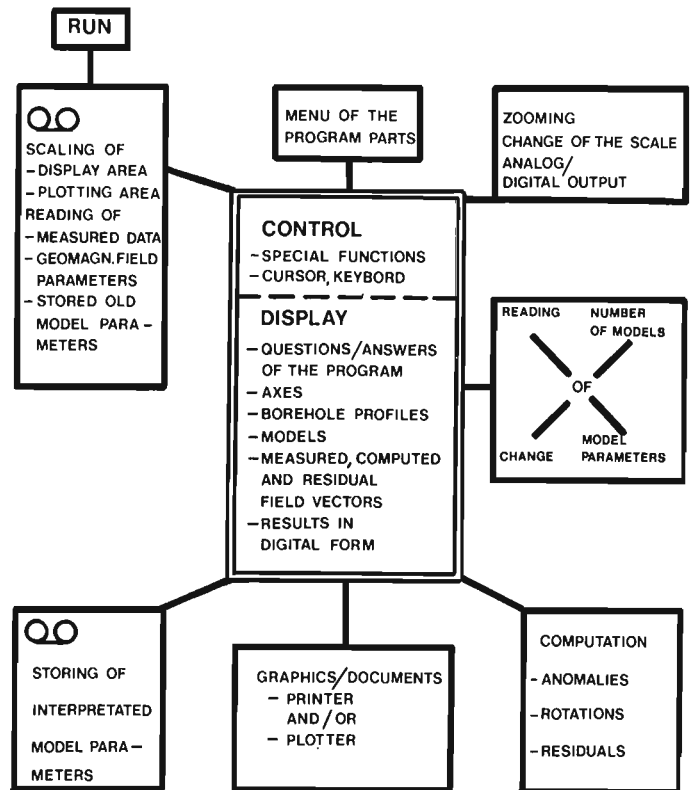 RUN
SCALING OF
- DISPLAY AREA
- PLOTTING AREA
READING OF
- MEASURED DATA
- GEOMAGN. FIELD
PARAMETERS
- STORED OLD
MODEL PARA-
METERS
MENU OF THE
PROGRAM PARTS
ZOOMING
CHANGE OF THE SCALE
ANALOG/
DIGITAL OUTPUT
CONTROL
- SPECIAL FUNCTIONS
- CURSOR, KEYBORD
DISPLAY
- QUESTIONS/ANSWERS
OF THE PROGRAM
- AXES
- BOREHOLE PROFILES
- MODELS
- MEASURED, COMPUTED
AND RESIDUAL
FIELD VECTORS
- RESULTS IN
DIGITAL FORM
READING
NUMBER
OF MODELS
OF
CHANGE
MODEL
PARAMETERS
STORING OF
INTERPRETATED
MODEL PARA-
METERS
GRAPHICS/DOCUMENTS
- PRINTER
AND/OR
- PLOTTER
COMPUTATION
- ANOMALIES
- ROTATIONS
- RESIDUALS